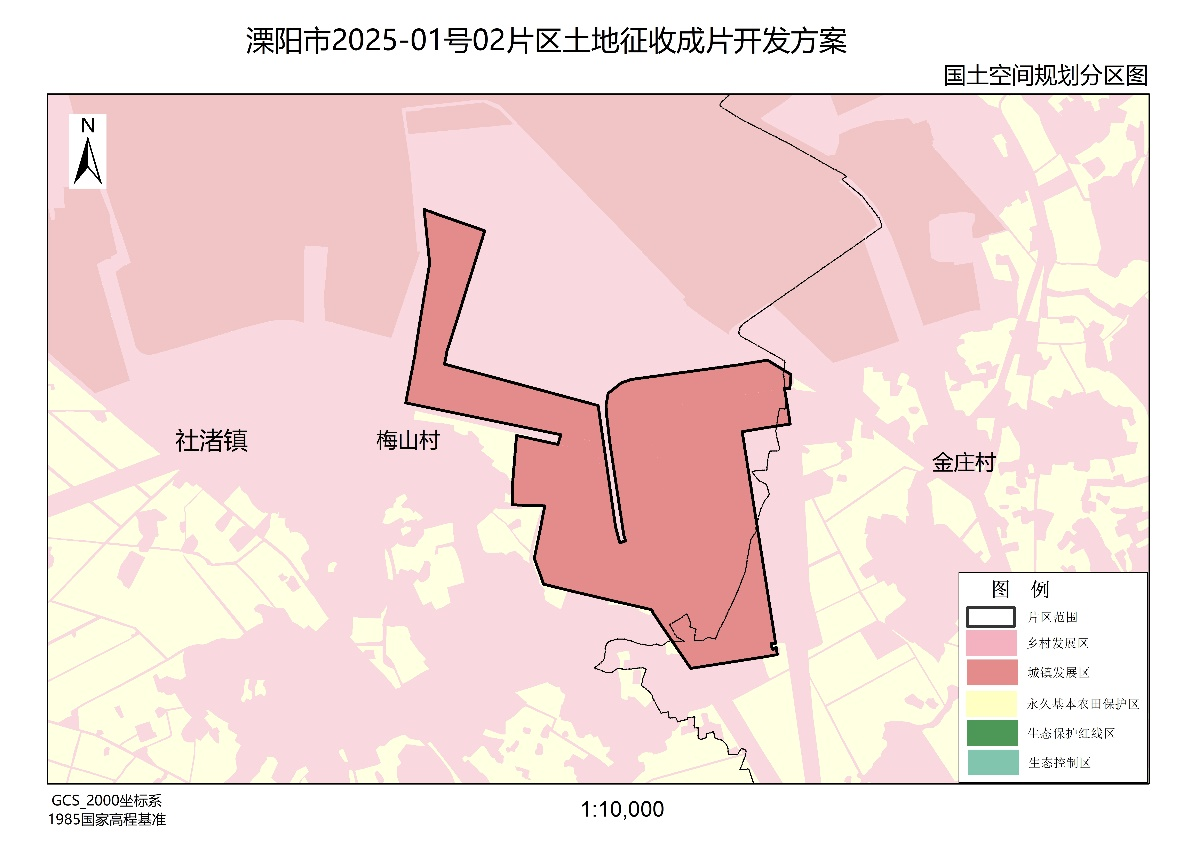 溧阳市2025-01号02片区土地征收成片开发方案
国土空间规划分区图
N
社渚镇
梅山村
金庄村
图 例
片区范围
乡村发展区
城镇发展区
永久基本农田保护区
生态保护红线区
生态控制区
GCS_2000坐标系
1985国家高程基准
1:10,000